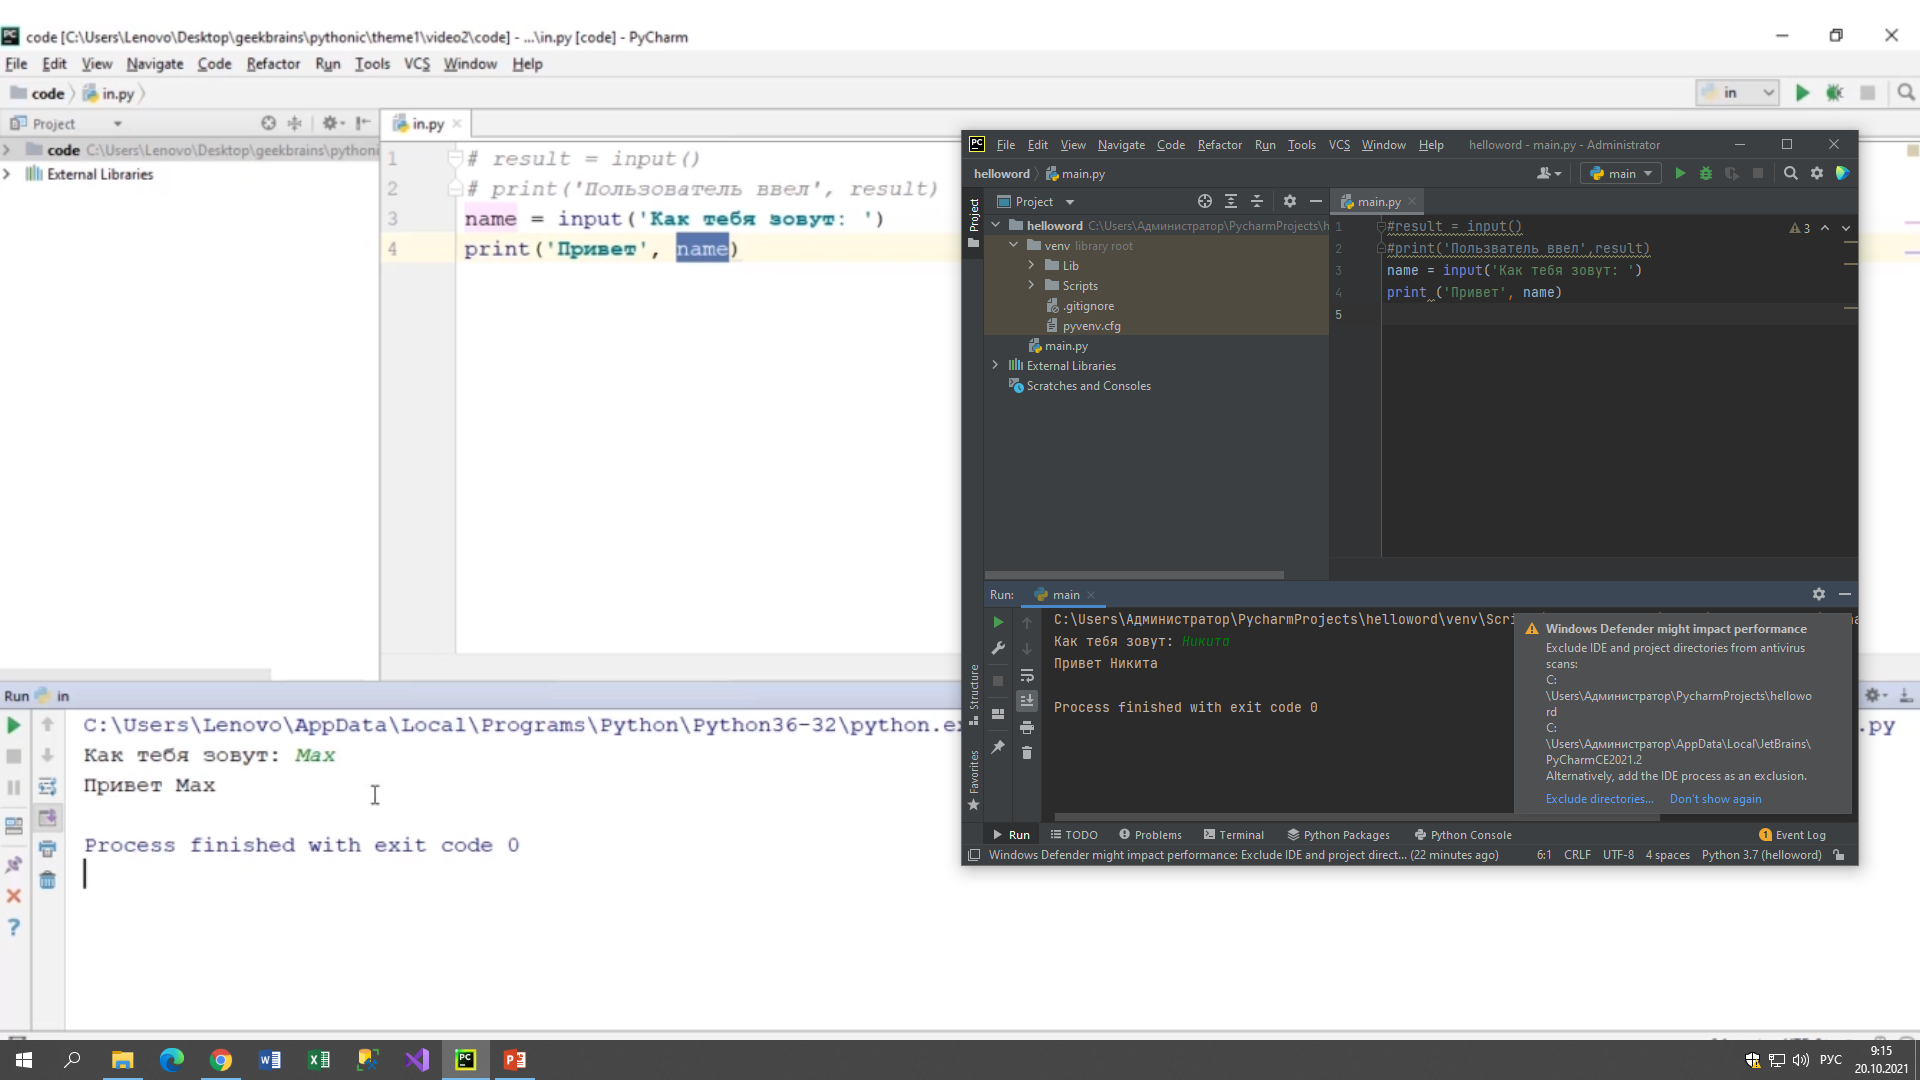 code [C:\Users\Lenovo\Desktop\geekbrains\pythonic\theme1\video2\code] - ...\in.py [code] - PyCharm
File Edit View Navigate Code Refactor Run Tools VCS Window Help
code in.py
in
Project
in.py
code C:\Users\Lenovo\Desktop\geekbrains\pythoni
External Libraries
1 # result = input()
2 # print('Пользователь ввел', result)
3 name = input('Как тебя зовут: ')
4 print('Привет', name)
Run in
C:\Users\Lenovo\AppData\Local\Programs\Python\Python36-32\python.ex
.py
Как тебя зовут: Max
Привет Max
Process finished with exit code 0
File Edit View Navigate Code Refactor Run Tools VCS Window Help helloword - main.py - Administrator
helloword main.py
main
Project
Project
main.py
helloword C:\Users\Администратор\PycharmProjects\h
venv library root
Lib
Scripts
.gitignore
pyvenv.cfg
main.py
External Libraries
Scratches and Consoles
1 #result = input()
3
2 #print('Пользватель ввел',result)
3 name = input('Как тебя зовут: ')
4 print ('Привет', name)
5
Run: main
C:\Users\Администратор\PycharmProjects\helloword\venv\Scri
Как тебя зовут: Никита
Привет Никита
Process finished with exit code 0
Structure
Favorites
Windows Defender might impact performance
Exclude IDE and project directories from antivirus
scans:
C:
\Users\Администратор\PycharmProjects\hellowo
rd
C:
\Users\Администратор\AppData\Local\JetBrains\
PyCharmCE2021.2
Alternatively, add the IDE process as an exclusion.
Exclude directories... Don't show again
Run TODO Problems Terminal Python Packages Python Console 1 Event Log
Windows Defender might impact performance: Exclude IDE and project direct... (22 minutes ago) 6:1 CRLF UTF-8 4 spaces Python 3.7 (helloword)
РУС
9:15
20.10.2021